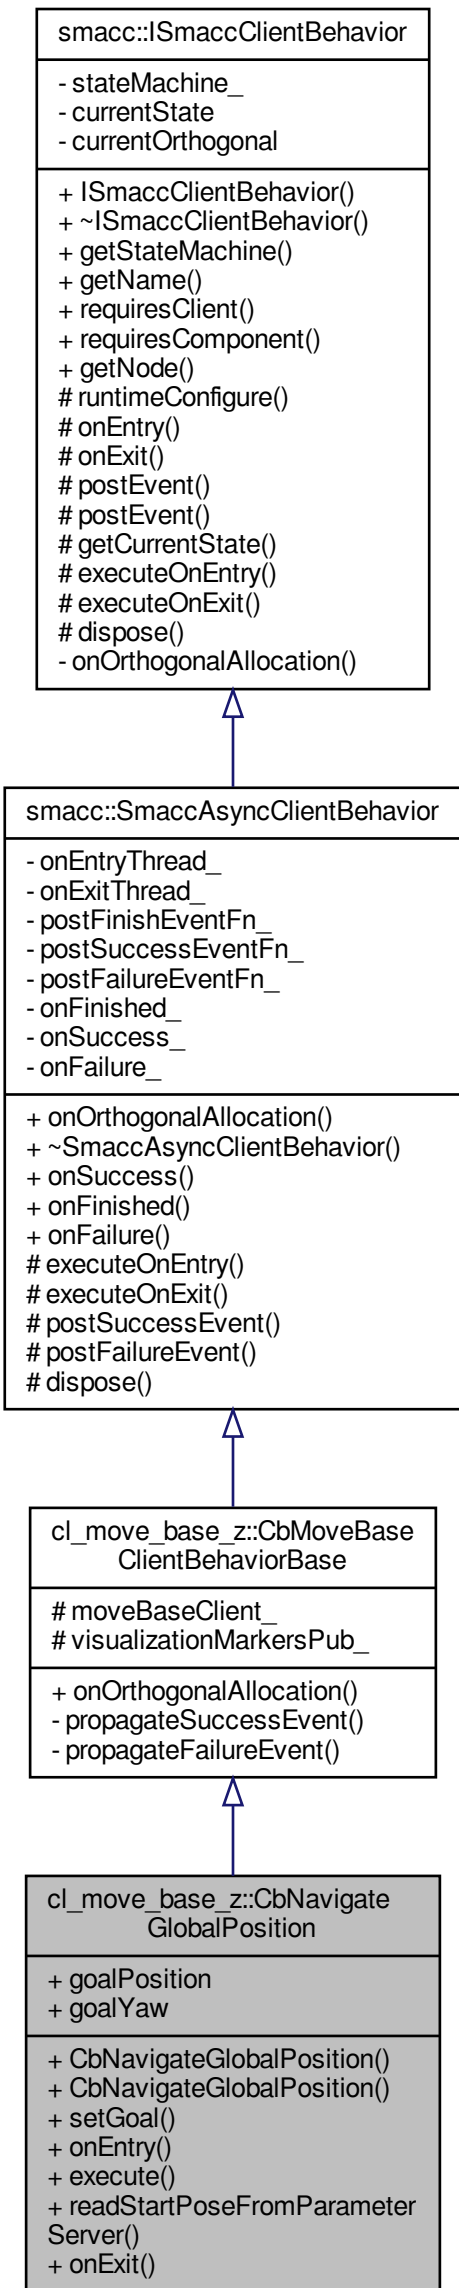 smacc::ISmaccClientBehavior
- stateMachine_
- currentState
- currentOrthogonal
+ ISmaccClientBehavior()
+ ~ISmaccClientBehavior()
+ getStateMachine()
+ getName()
+ requiresClient()
+ requiresComponent()
+ getNode()
# runtimeConfigure()
# onEntry()
# onExit()
# postEvent()
# postEvent()
# getCurrentState()
# executeOnEntry()
# executeOnExit()
# dispose()
- onOrthogonalAllocation()
smacc::SmaccAsyncClientBehavior
- onEntryThread_
- onExitThread_
- postFinishEventFn_
- postSuccessEventFn_
- postFailureEventFn_
- onFinished_
- onSuccess_
- onFailure_
+ onOrthogonalAllocation()
+ ~SmaccAsyncClientBehavior()
+ onSuccess()
+ onFinished()
+ onFailure()
# executeOnEntry()
# executeOnExit()
# postSuccessEvent()
# postFailureEvent()
# dispose()
cl_move_base_z::CbMoveBase
ClientBehaviorBase
# moveBaseClient_
# visualizationMarkersPub_
+ onOrthogonalAllocation()
- propagateSuccessEvent()
- propagateFailureEvent()
cl_move_base_z::CbNavigate
GlobalPosition
+ goalPosition
+ goalYaw
+ CbNavigateGlobalPosition()
+ CbNavigateGlobalPosition()
+ setGoal()
+ onEntry()
+ execute()
+ readStartPoseFromParameter
Server()
+ onExit()